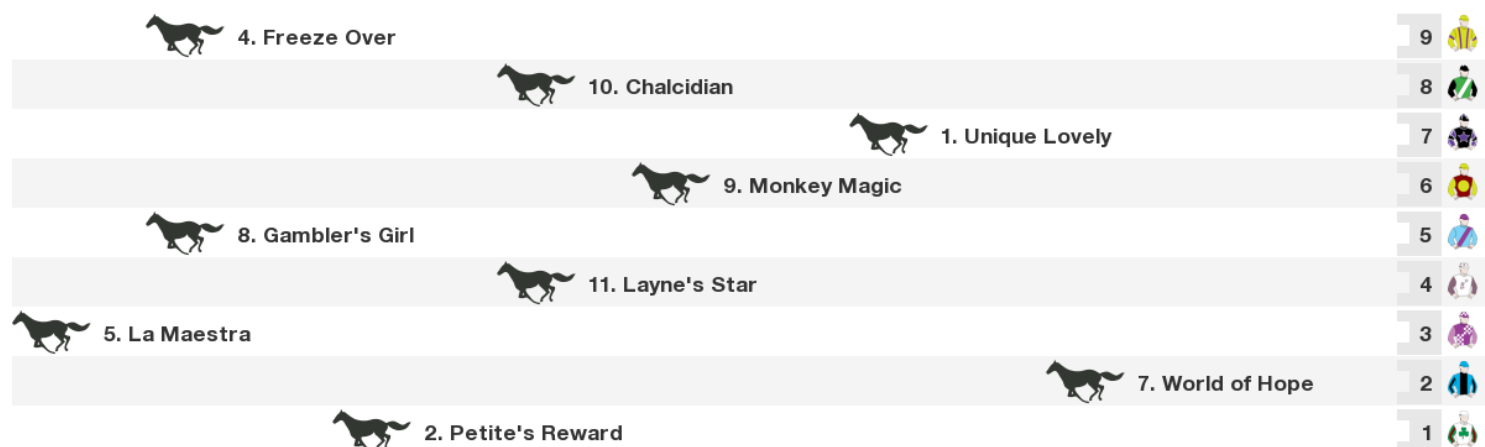 4. Freeze Over 9
10. Chalcidian 8
1. Unique Lovely 7
9. Monkey Magic 6
8. Gambler's Girl 5
11. Layne's Star 4
5. La Maestra 3
7. World of Hope 2
2. Petite's Reward 1